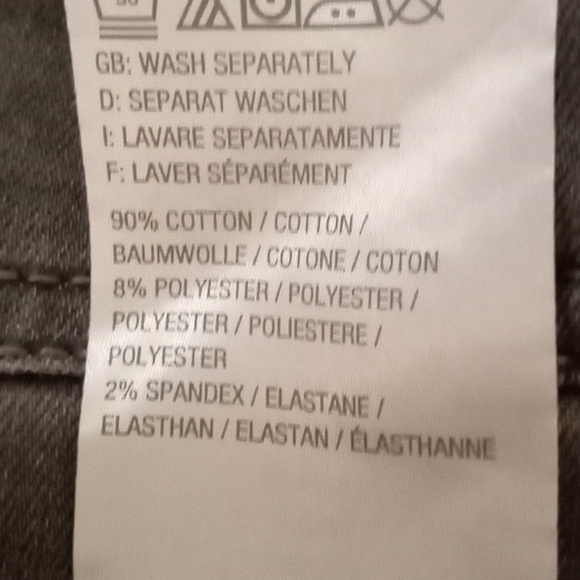 GB: WASH SEPARATELY
D: SEPARAT WASCHEN
I: LAVARE SEPARATAMENTE
F: LAVER SÉPARÉMENT
90% COTTON / COTTON /
BAUMWOLLE / COTONE / COTON
8% POLYESTER / POLYESTER /
POLYESTER / POLIESTERE /
POLYESTER
2% SPANDEX / ELASTANE /
ELASTHAN / ELASTAN / ÉLASTHANNE